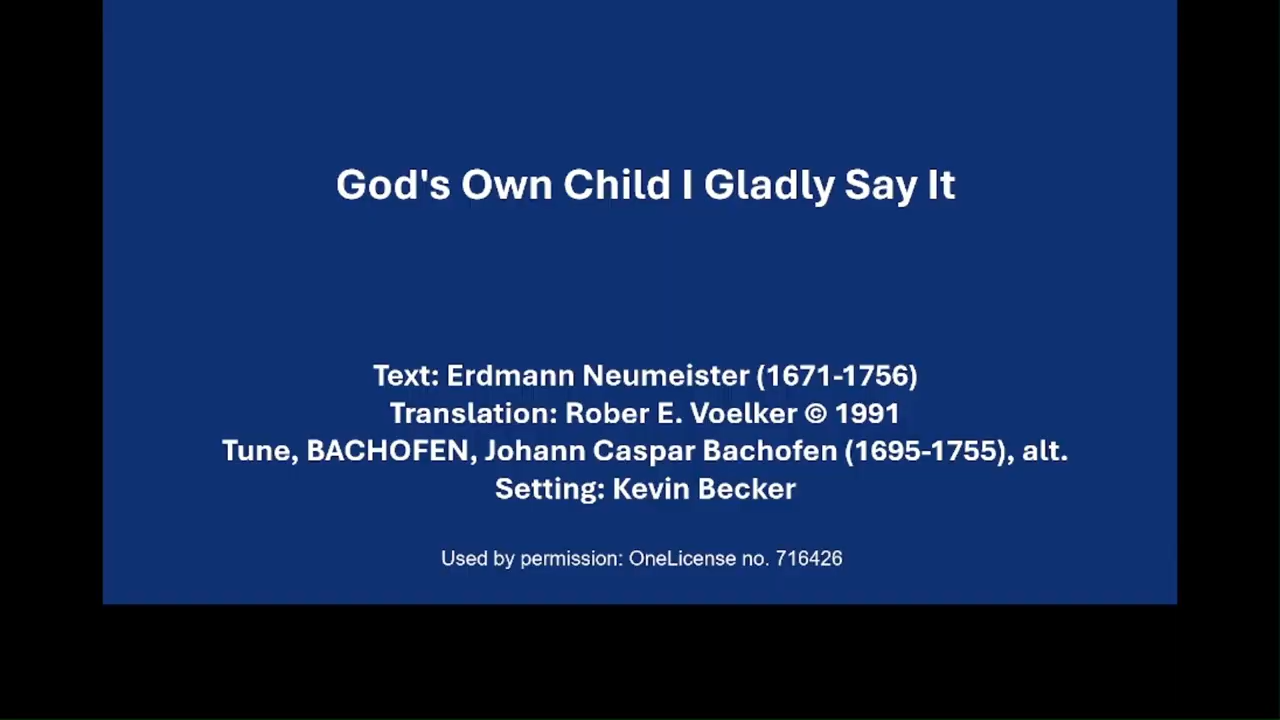 God's Own Child I Gladly Say It
Text: Erdmann Neumeister (1671-1756)
Translation: Rober E. Voelker © 1991
Tune, BACHOFEN, Johann Caspar Bachofen (1695-1755), alt.
Setting: Kevin Becker
Used by permission: OneLicense no. 716426